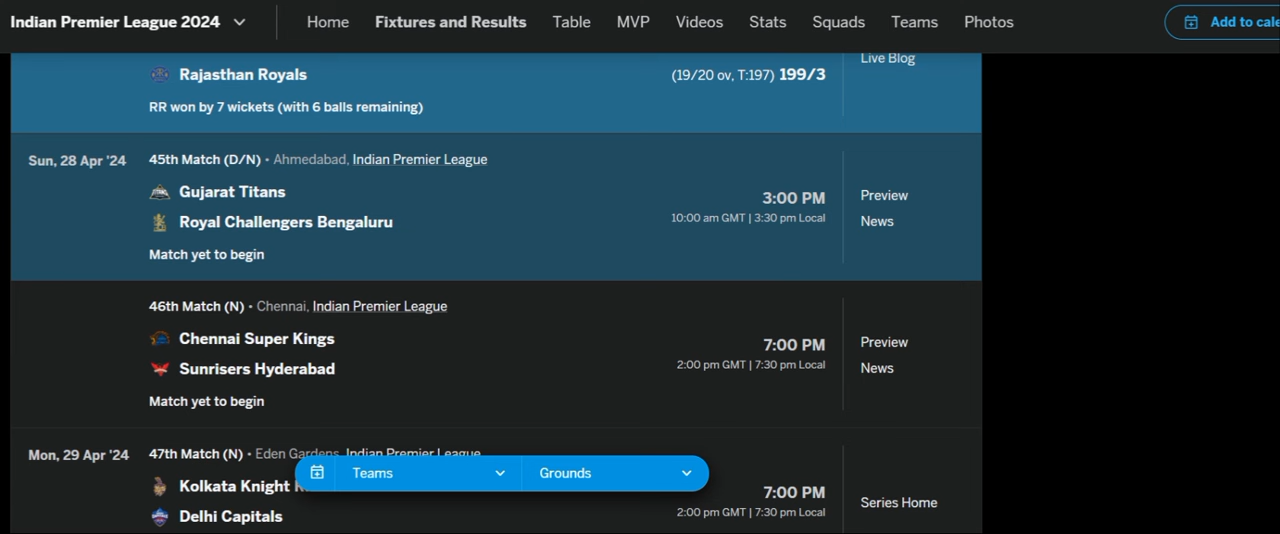 Indian Premier League 2024 Home Fixtures and Results Table MVP Videos Stats Squads Teams Photos Add to cale
Live Blog
Rajasthan Royals (19/20 ov, T:197) 199/3
RR won by 7 wickets (with 6 balls remaining)
Sun, 28 Apr '24 45th Match (D/N) • Ahmedabad, Indian Premier League
Gujarat Titans 3:00 PM Preview
Royal Challengers Bengaluru 10:00 am GMT | 3:30 pm Local News
Match yet to begin
46th Match (N) • Chennai, Indian Premier League
Chennai Super Kings 7:00 PM Preview
Sunrisers Hyderabad 2:00 pm GMT | 7:30 pm Local News
Match yet to begin
Mon, 29 Apr '24 47th Match (N) • Eden Gardens, Indian Premier League
Teams Grounds
Kolkata Knight 7:00 PM Series Home
Delhi Capitals 2:00 pm GMT | 7:30 pm Local